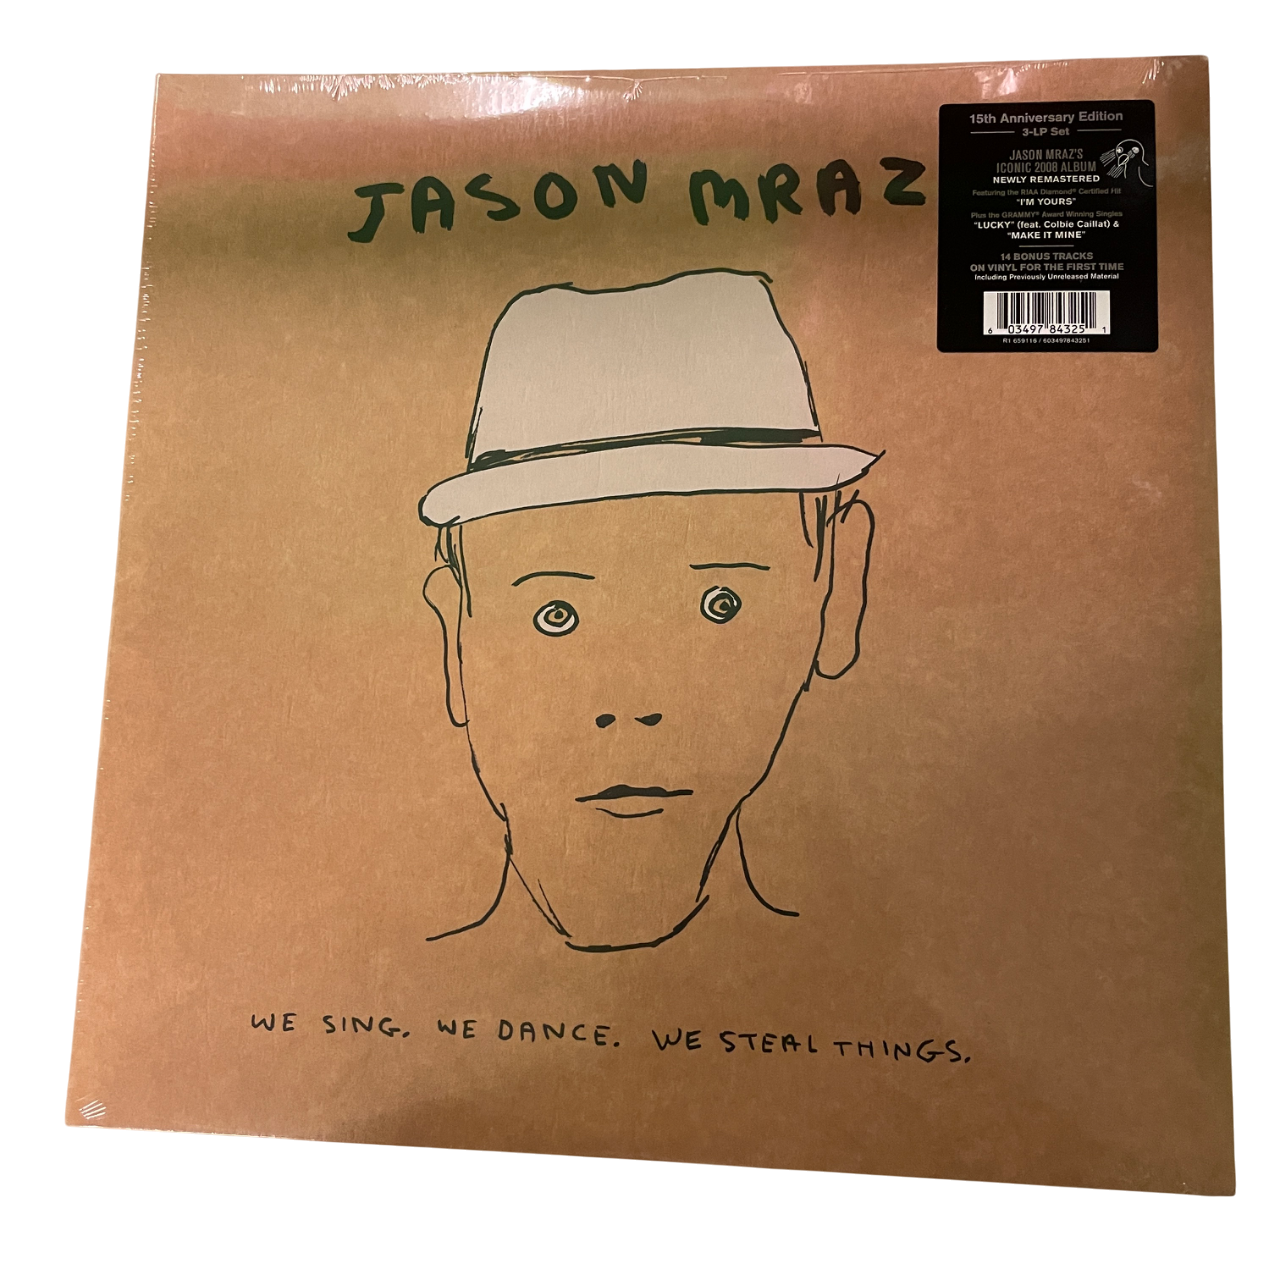 JASON MRAZ
15th Anniversary Edition
3-LP Set
JASON MRAZ'S
ICONIC 2008 ALBUM
NEWLY REMASTERED
Featuring the RIAA Diamond® Certified Hit
"I'M YOURS"
Plus the GRAMMY® Award Winning Singles
"LUCKY" (feat. Colbie Caillat) &
"MAKE IT MINE"
14 BONUS TRACKS
ON VINYL FOR THE FIRST TIME
Including Previously Unreleased Material
6 03497 84325 1
R1 659116 / 603497843251
WE SING. WE DANCE. WE STEAL THINGS.